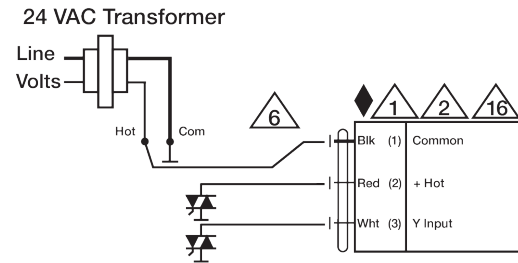 24 VAC Transformer
Line
Volts
Hot
Com
6
1
2
16
Blk (1) Common
Red (2) + Hot
Wht (3) Y Input